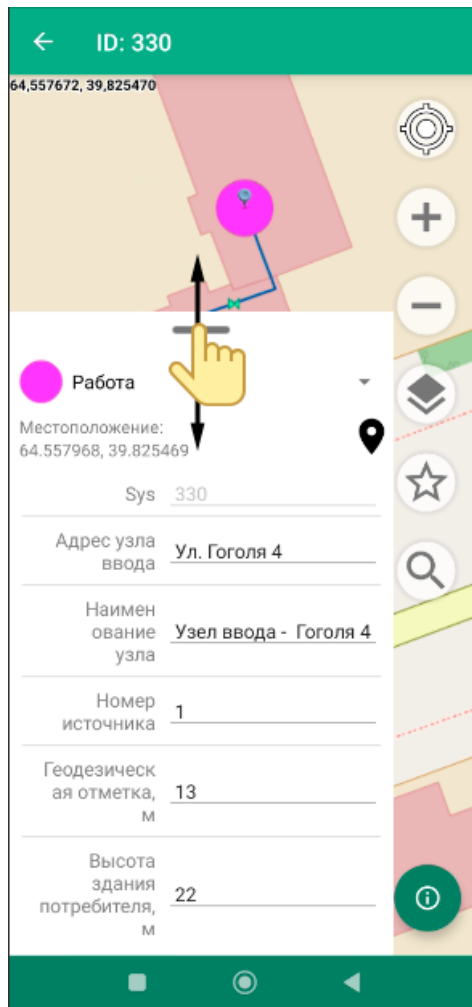 ID: 330
64,557672, 39,825470
Работа
Местоположение:
64.557968, 39.825469
Sys 330
Адрес узла
ввода
Ул. Гоголя 4
Наимен
ование
узла
Узел ввода - Гоголя 4
Номер
источника
1
Геодезическ
ая отметка,
м
13
Высота
здания
потребителя,
м
22